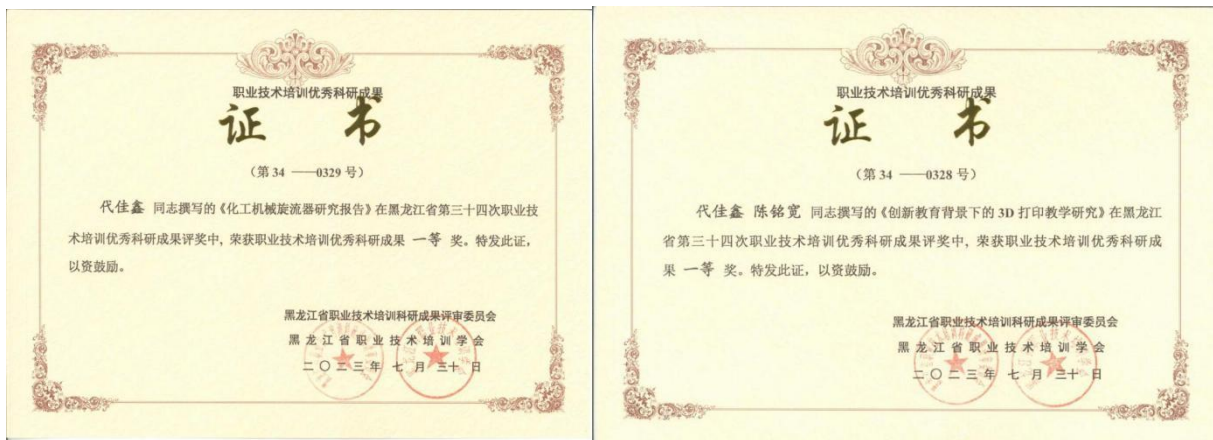 职业技术培训优秀科研成果
证 书
（第 34 ——0329 号）
代佳鑫 同志撰写的《化工机械旋流器研究报告》在黑龙江省第三十四次职业技
术培训优秀科研成果评奖中，荣获职业技术培训优秀科研成果 一等 奖。特发此证，
以资鼓励。
黑龙江省职业技术培训科研成果评审委员会
黑龙江省职业技术培训学会
二〇二三年 七 月 三十 日
职业技术培训优秀科研成果
证 书
（第 34 ——0328 号）
代佳鑫 陈铭宽 同志撰写的《创新教育背景下的 3D 打印教学研究》在黑龙江
省第三十四次职业技术培训优秀科研成果评奖中，荣获职业技术培训优秀科研成
果 一等 奖。特发此证，以资鼓励。
黑龙江省职业技术培训科研成果评审委员会
黑龙江省职业技术培训学会
二〇二三年 七 月 三十 日